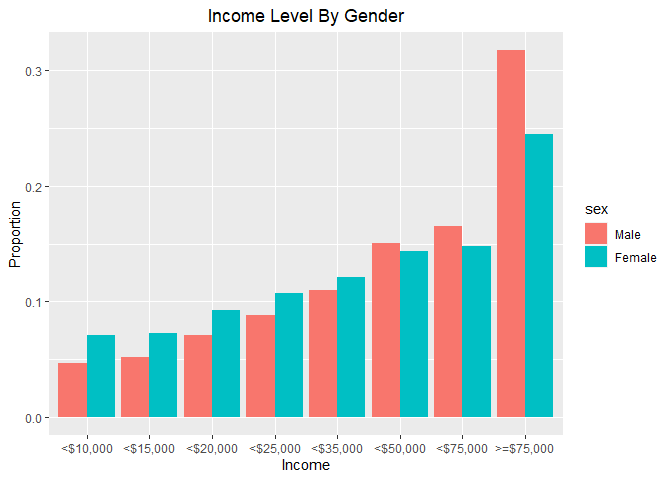 Income Level By Gender
Proportion
0.3
0.2
0.1
0.0
<$10,000 <$15,000 <$20,000 <$25,000 <$35,000 <$50,000 <$75,000 >=$75,000
Income
sex
Male
Female